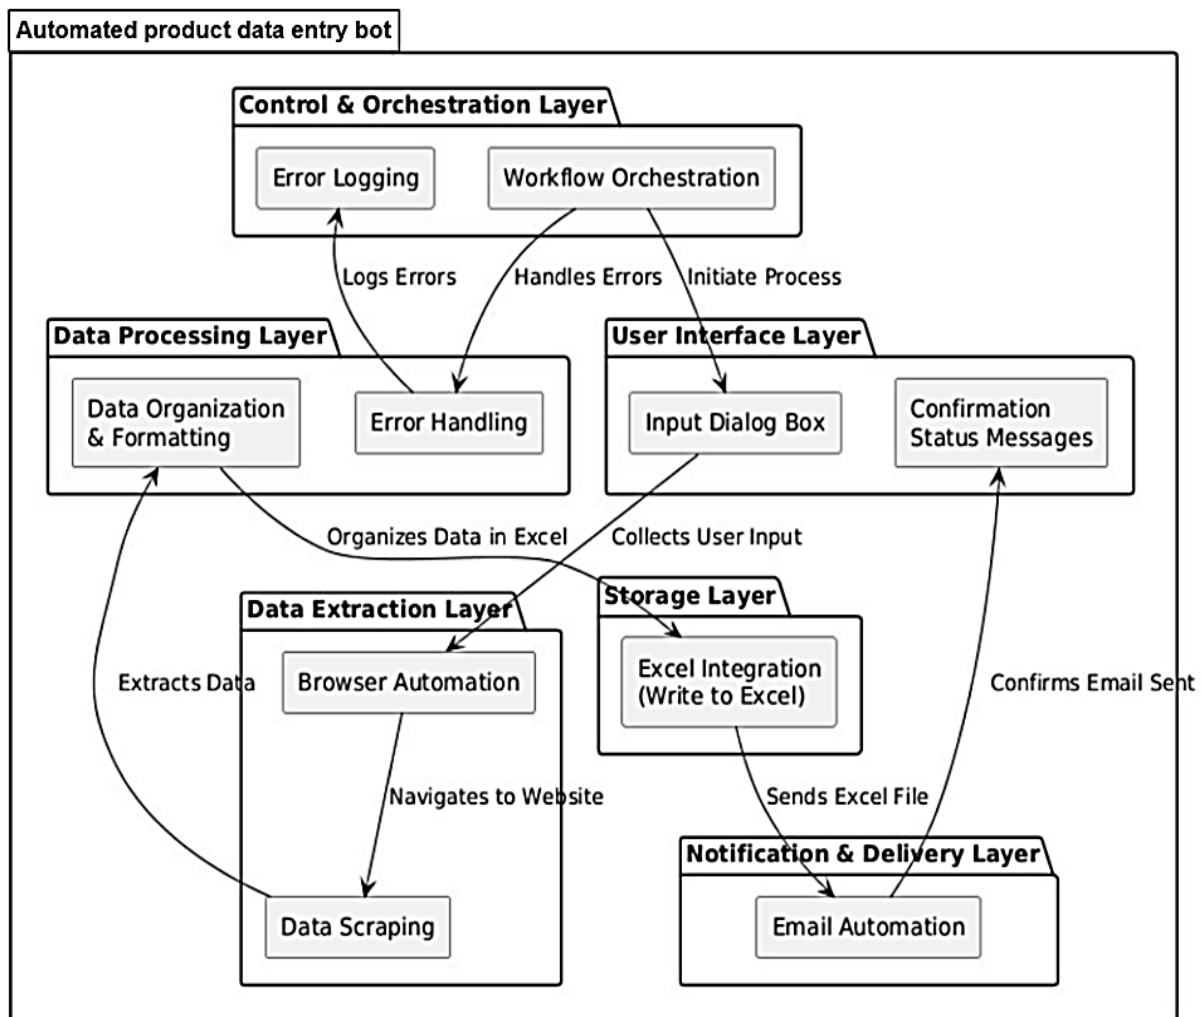 Automated product data entry bot
Control & Orchestration Layer
Error Logging
Workflow Orchestration
Logs Errors
Handles Errors
Initiate Process
Data Processing Layer
User Interface Layer
Data Organization
& Formatting
Error Handling
Input Dialog Box
Confirmation
Status Messages
Organizes Data in Excel
Collects User Input
Data Extraction Layer
Storage Layer
Extracts Data
Browser Automation
Excel Integration
(Write to Excel)
Confirms Email Sent
Navigates to Website
Sends Excel File
Notification & Delivery Layer
Data Scraping
Email Automation